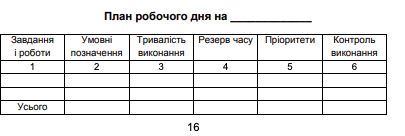 План робочого дня на _____________
Завдання і роботи Умовні позначення Тривалість виконання Резерв часу Пріоритети Контроль виконання
1 2 3 4 5 6
Усього
16